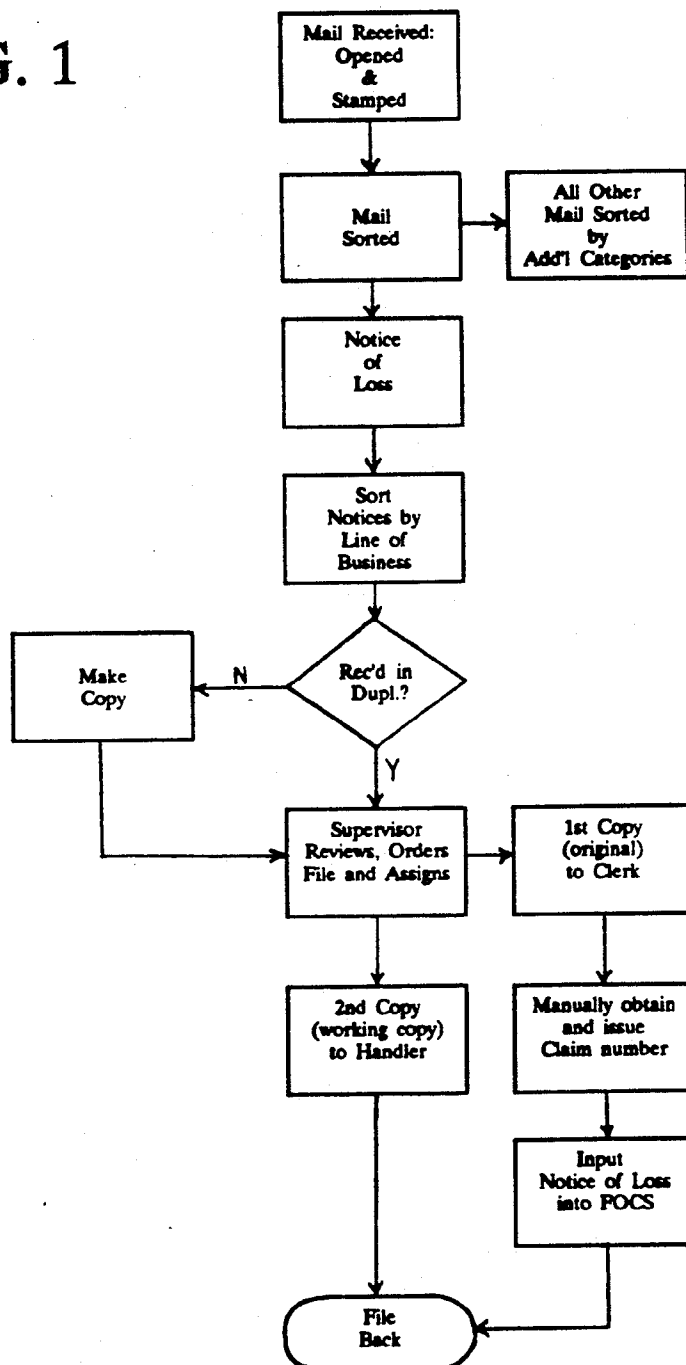 G. 1
Mail Received:
Opened
&
Stamped
Mail
Sorted
All Other
Mail Sorted
by
Add'l Categories
Notice
of
Loss
Sort
Notices by
Line of
Business
Rec'd in
Dupl.?
N
Make
Copy
Y
Supervisor
Reviews, Orders
File and Assigns
1st Copy
(original)
to Clerk
2nd Copy
(working copy)
to Handler
Manually obtain
and issue
Claim number
Input
Notice of Loss
into POCS
File
Back